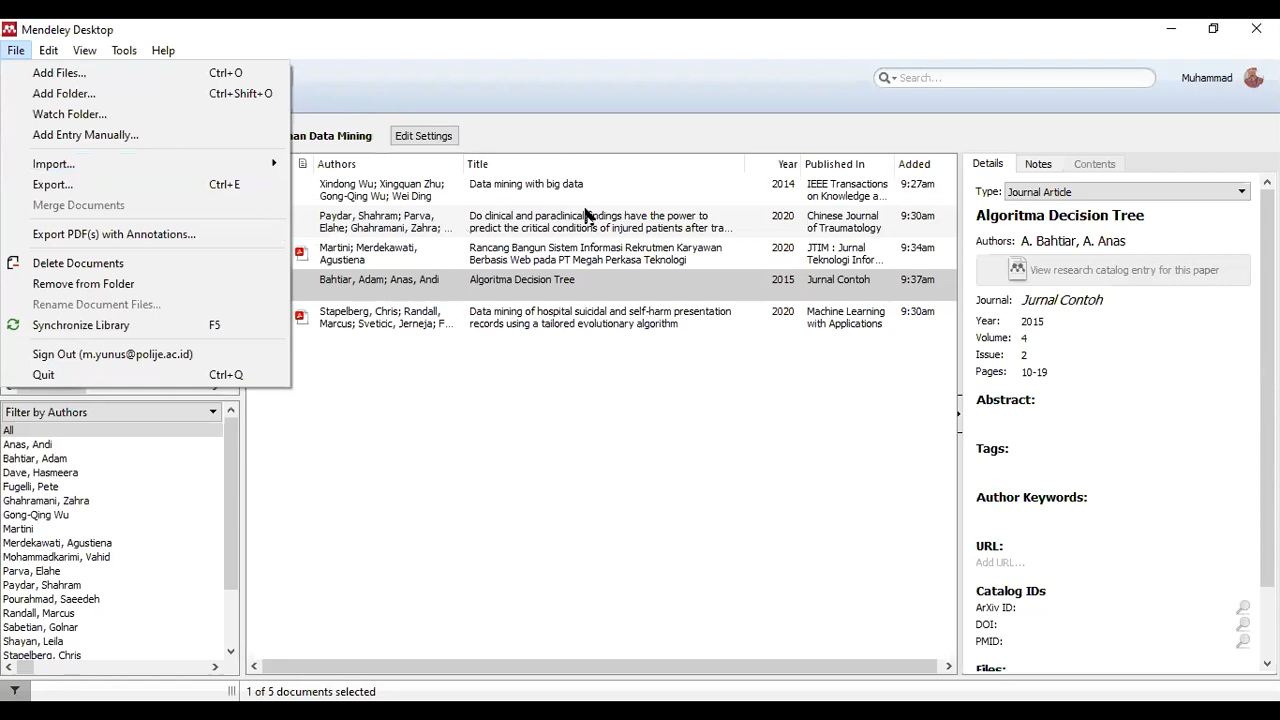 Mendeley Desktop
File Edit View Tools Help
Add Files... Ctrl+O
Add Folder... Ctrl+Shift+O
Watch Folder...
Add Entry Manually...
Import...
Export... Ctrl+E
Merge Documents
Export PDF(s) with Annotations...
Delete Documents
Remove from Folder
Rename Document Files...
Synchronize Library F5
Sign Out (m.yunus@polije.ac.id)
Quit Ctrl+Q
Search...
Muhammad
Data Mining Edit Settings
Authors Title Year Published In Added
Xindong Wu; Xingquan Zhu; Data mining with big data 2014 IEEE Transactions 9:27am
Gong-Qing Wu; Wei Ding on Knowledge a...
Paydar, Shahram; Parva, Do clinical and paraclinical findings have the power to 2020 Chinese Journal 9:30am
Elahe; Ghahramani, Zahra; ... predict the critical conditions of injured patients after tra... of Traumatology
Martini; Merdekawati, Rancang Bangun Sistem Informasi Rekrutmen Karyawan 2020 JTIM : Jurnal 9:34am
Agustiena Berbasis Web pada PT Megah Perkasa Teknologi Teknologi Infor...
Bahtiar, Adam; Anas, Andi Algoritma Decision Tree 2015 Jurnal Contoh 9:37am
Stapelberg, Chris; Randall, Data mining of hospital suicidal and self-harm presentation 2020 Machine Learning 9:30am
Marcus; Sveticic, Jerneja; F... records using a tailored evolutionary algorithm with Applications
Filter by Authors
All
Anas, Andi
Bahtiar, Adam
Dave, Hasmeera
Fugelli, Pete
Ghahramani, Zahra
Gong-Qing Wu
Martini
Merdekawati, Agustiena
Mohammadkarimi, Vahid
Parva, Elahe
Paydar, Shahram
Pourahmad, Saeedeh
Randall, Marcus
Sabetian, Golnar
Shayan, Leila
Stapelberg, Chris
Details Notes Contents
Type: Journal Article
Algoritma Decision Tree
Authors: A. Bahtiar, A. Anas
View research catalog entry for this paper
Journal: Jurnal Contoh
Year: 2015
Volume: 4
Issue: 2
Pages: 10-19
Abstract:
Tags:
Author Keywords:
URL:
Add URL...
Catalog IDs
ArXiv ID:
DOI:
PMID:
Files:
1 of 5 documents selected